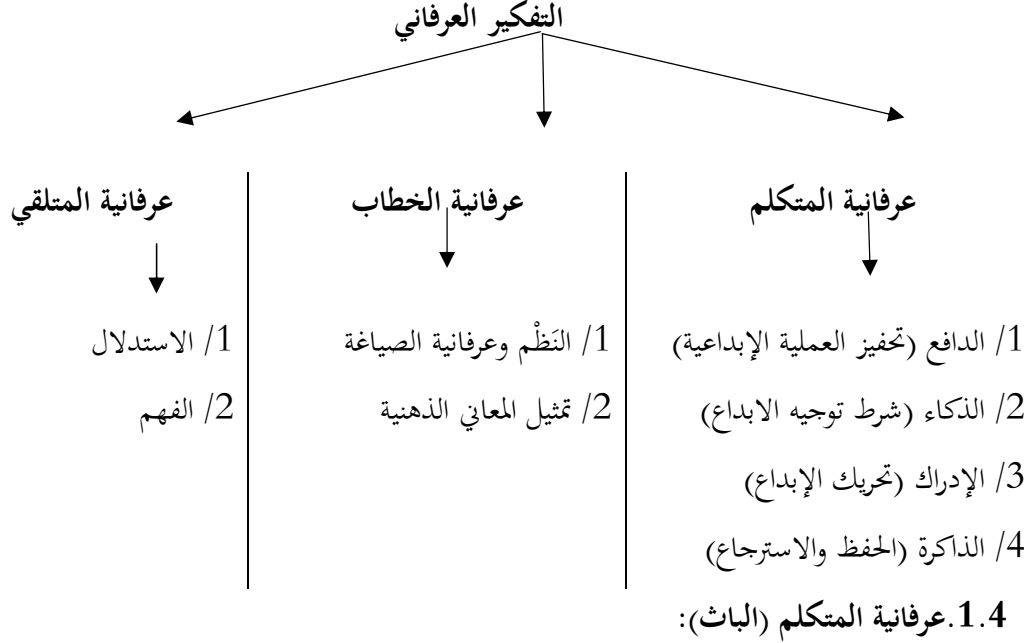 التفكير العرفاني
عرفانية المتكلم
عرفانية الخطاب
عرفانية المتلقي
1/ الدافع (تحفيز العملية الإبداعية)
2/ الذكاء (شرط توجيه الابداع)
3/ الإدراك (تحريك الإبداع)
4/ الذاكرة (الحفظ والاسترجاع)
1/ النَظْم وعرفانية الصياغة
2/ تمثيل المعاني الذهنية
1/ الاستدلال
2/ الفهم
1.4.عرفانية المتكلم (الباث):